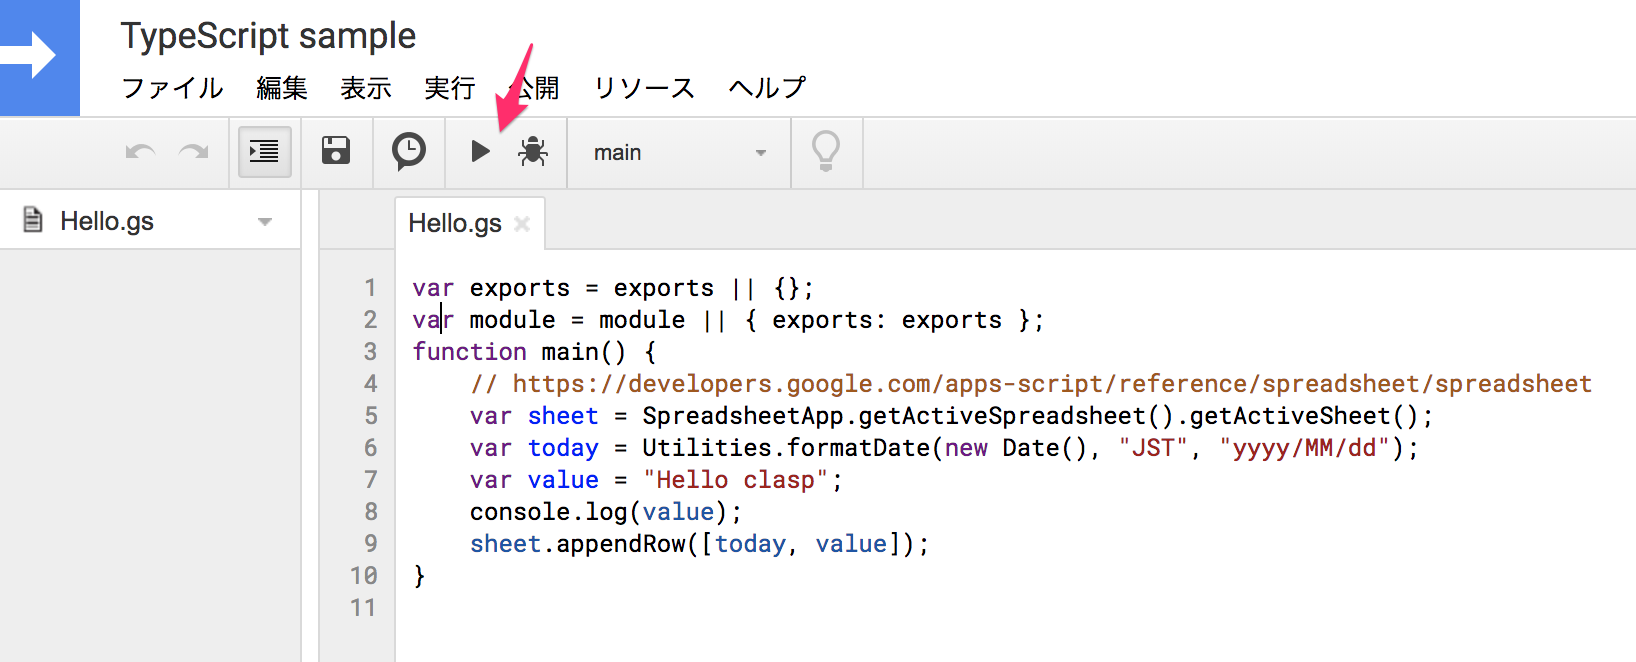 TypeScript sample
ファイル 編集 表示 実行 公開 リソース ヘルプ
main
Hello.gs
Hello.gs
1 var exports = exports || {};
2 var module = module || { exports: exports };
3 function main() {
4 // https://developers.google.com/apps-script/reference/spreadsheet/spreadsheet
5 var sheet = SpreadsheetApp.getActiveSpreadsheet().getActiveSheet();
6 var today = Utilities.formatDate(new Date(), "JST", "yyyy/MM/dd");
7 var value = "Hello clasp";
8 console.log(value);
9 sheet.appendRow([today, value]);
10 }
11